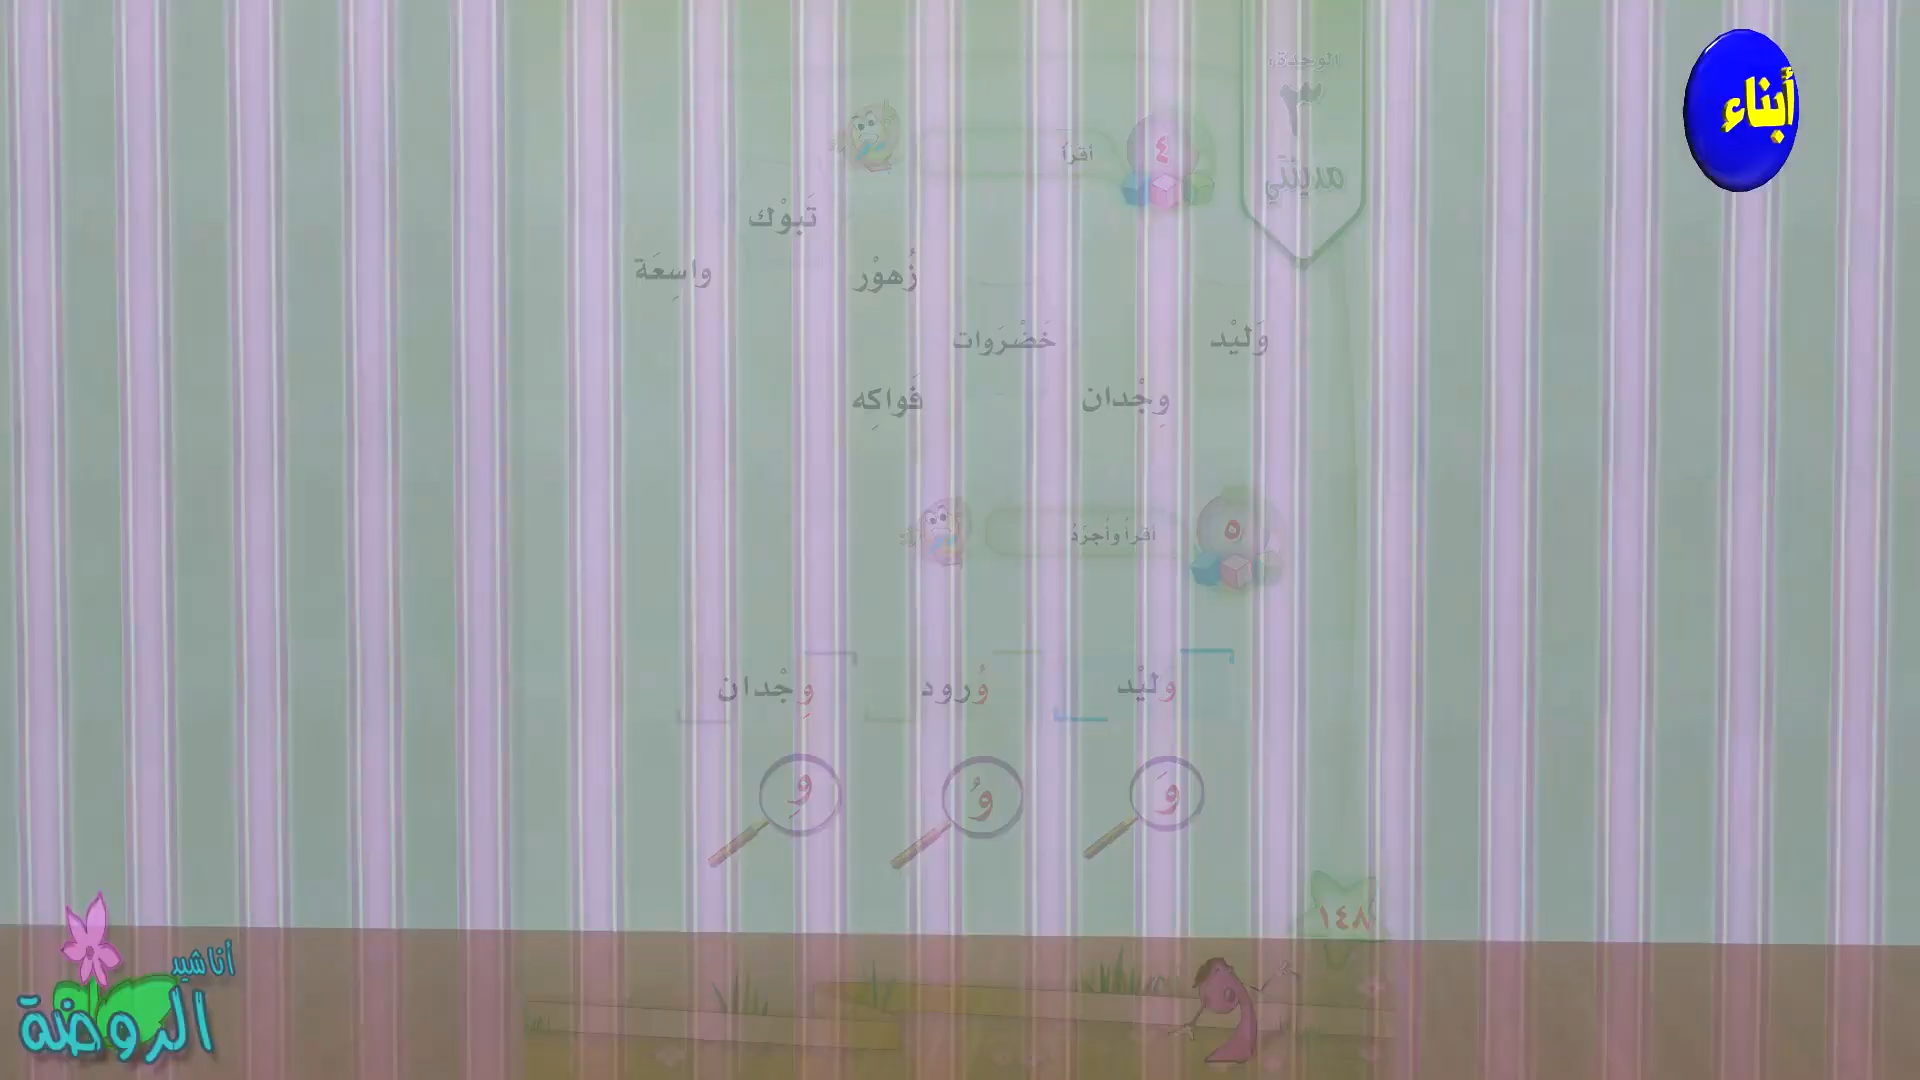 أبناء
الوحدة:
٣
مدينتي
٤
أقرأ
تَبوْك
زُهوْر
واسِعَة
وَليْد
خَضْرَوات
وِجْدان
فَواكِه
٥
أقرأ وأجرّدُ
وَليْد
وُرود
وِجْدان
وَ
وُ
وِ
١٤٨
أناشيد
الروضة